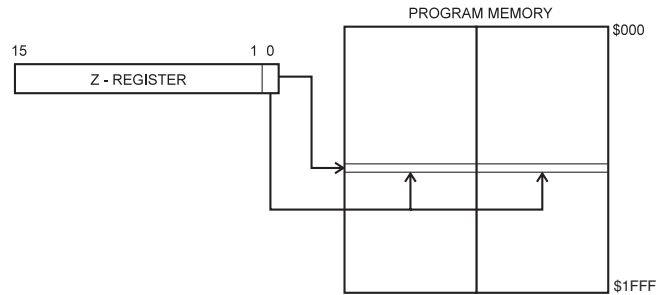 PROGRAM MEMORY
$000
15
1 0
Z - REGISTER
$1FFF